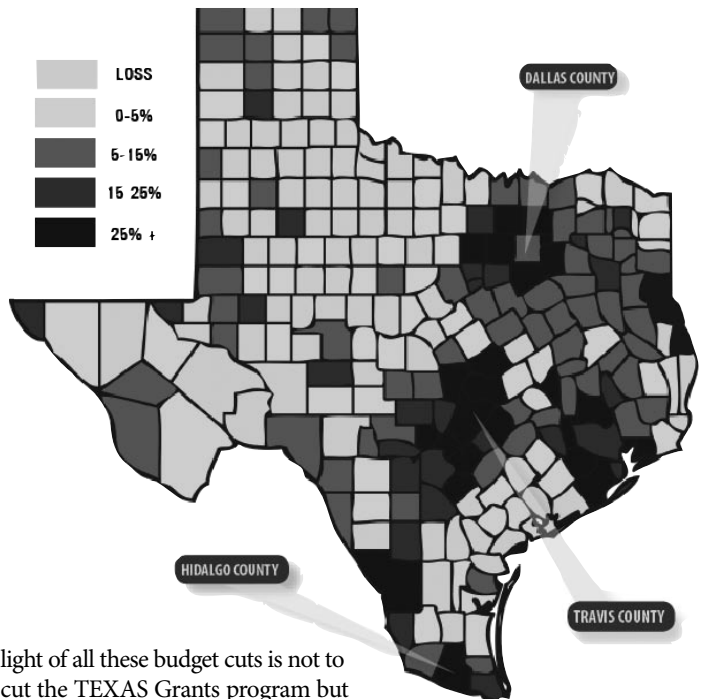 DALLAS COUNTY
LOSS
0-5%
5-15%
15 25%
25% +
HIDALGO COUNTY
TRAVIS COUNTY
light of all these budget cuts is not to
cut the TEXAS Grants program but